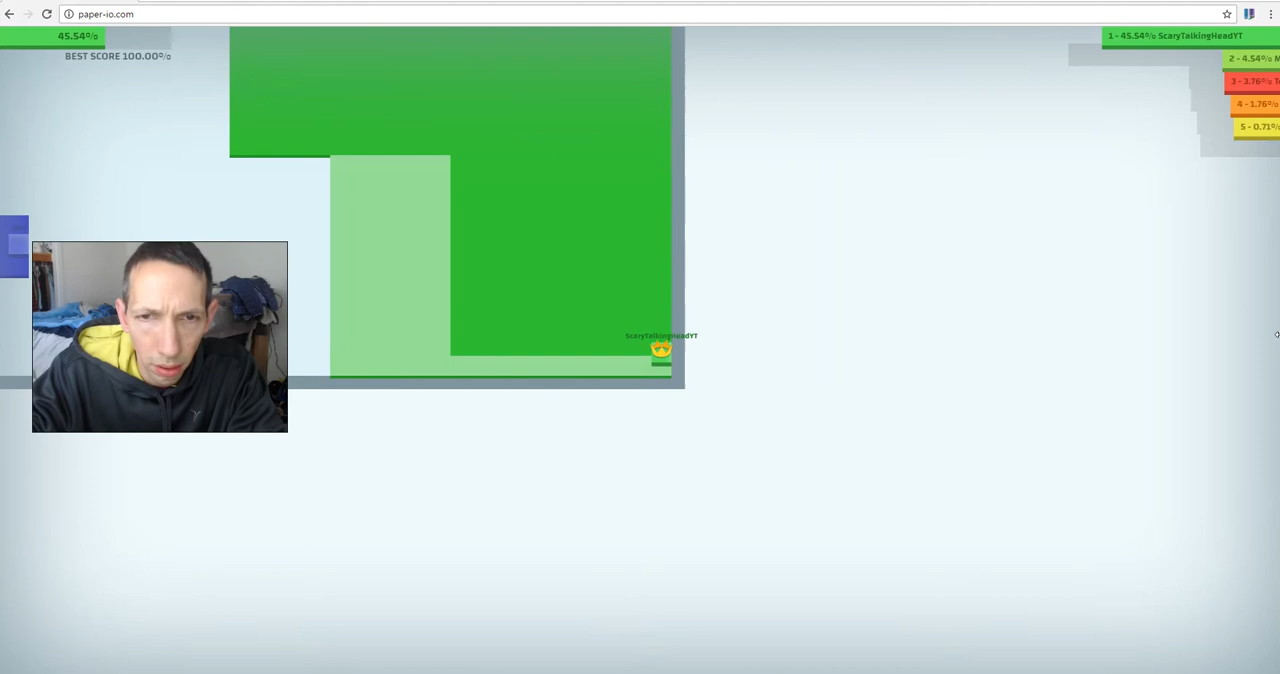 paper-io.com
45.54%
BEST SCORE 100.00%
1 - 45.54% ScaryTalkingHeadYT
2 - 4.54% M
3 - 3.76%
4 - 1.76%
5 - 0.71%
ScaryTalkingHeadYT